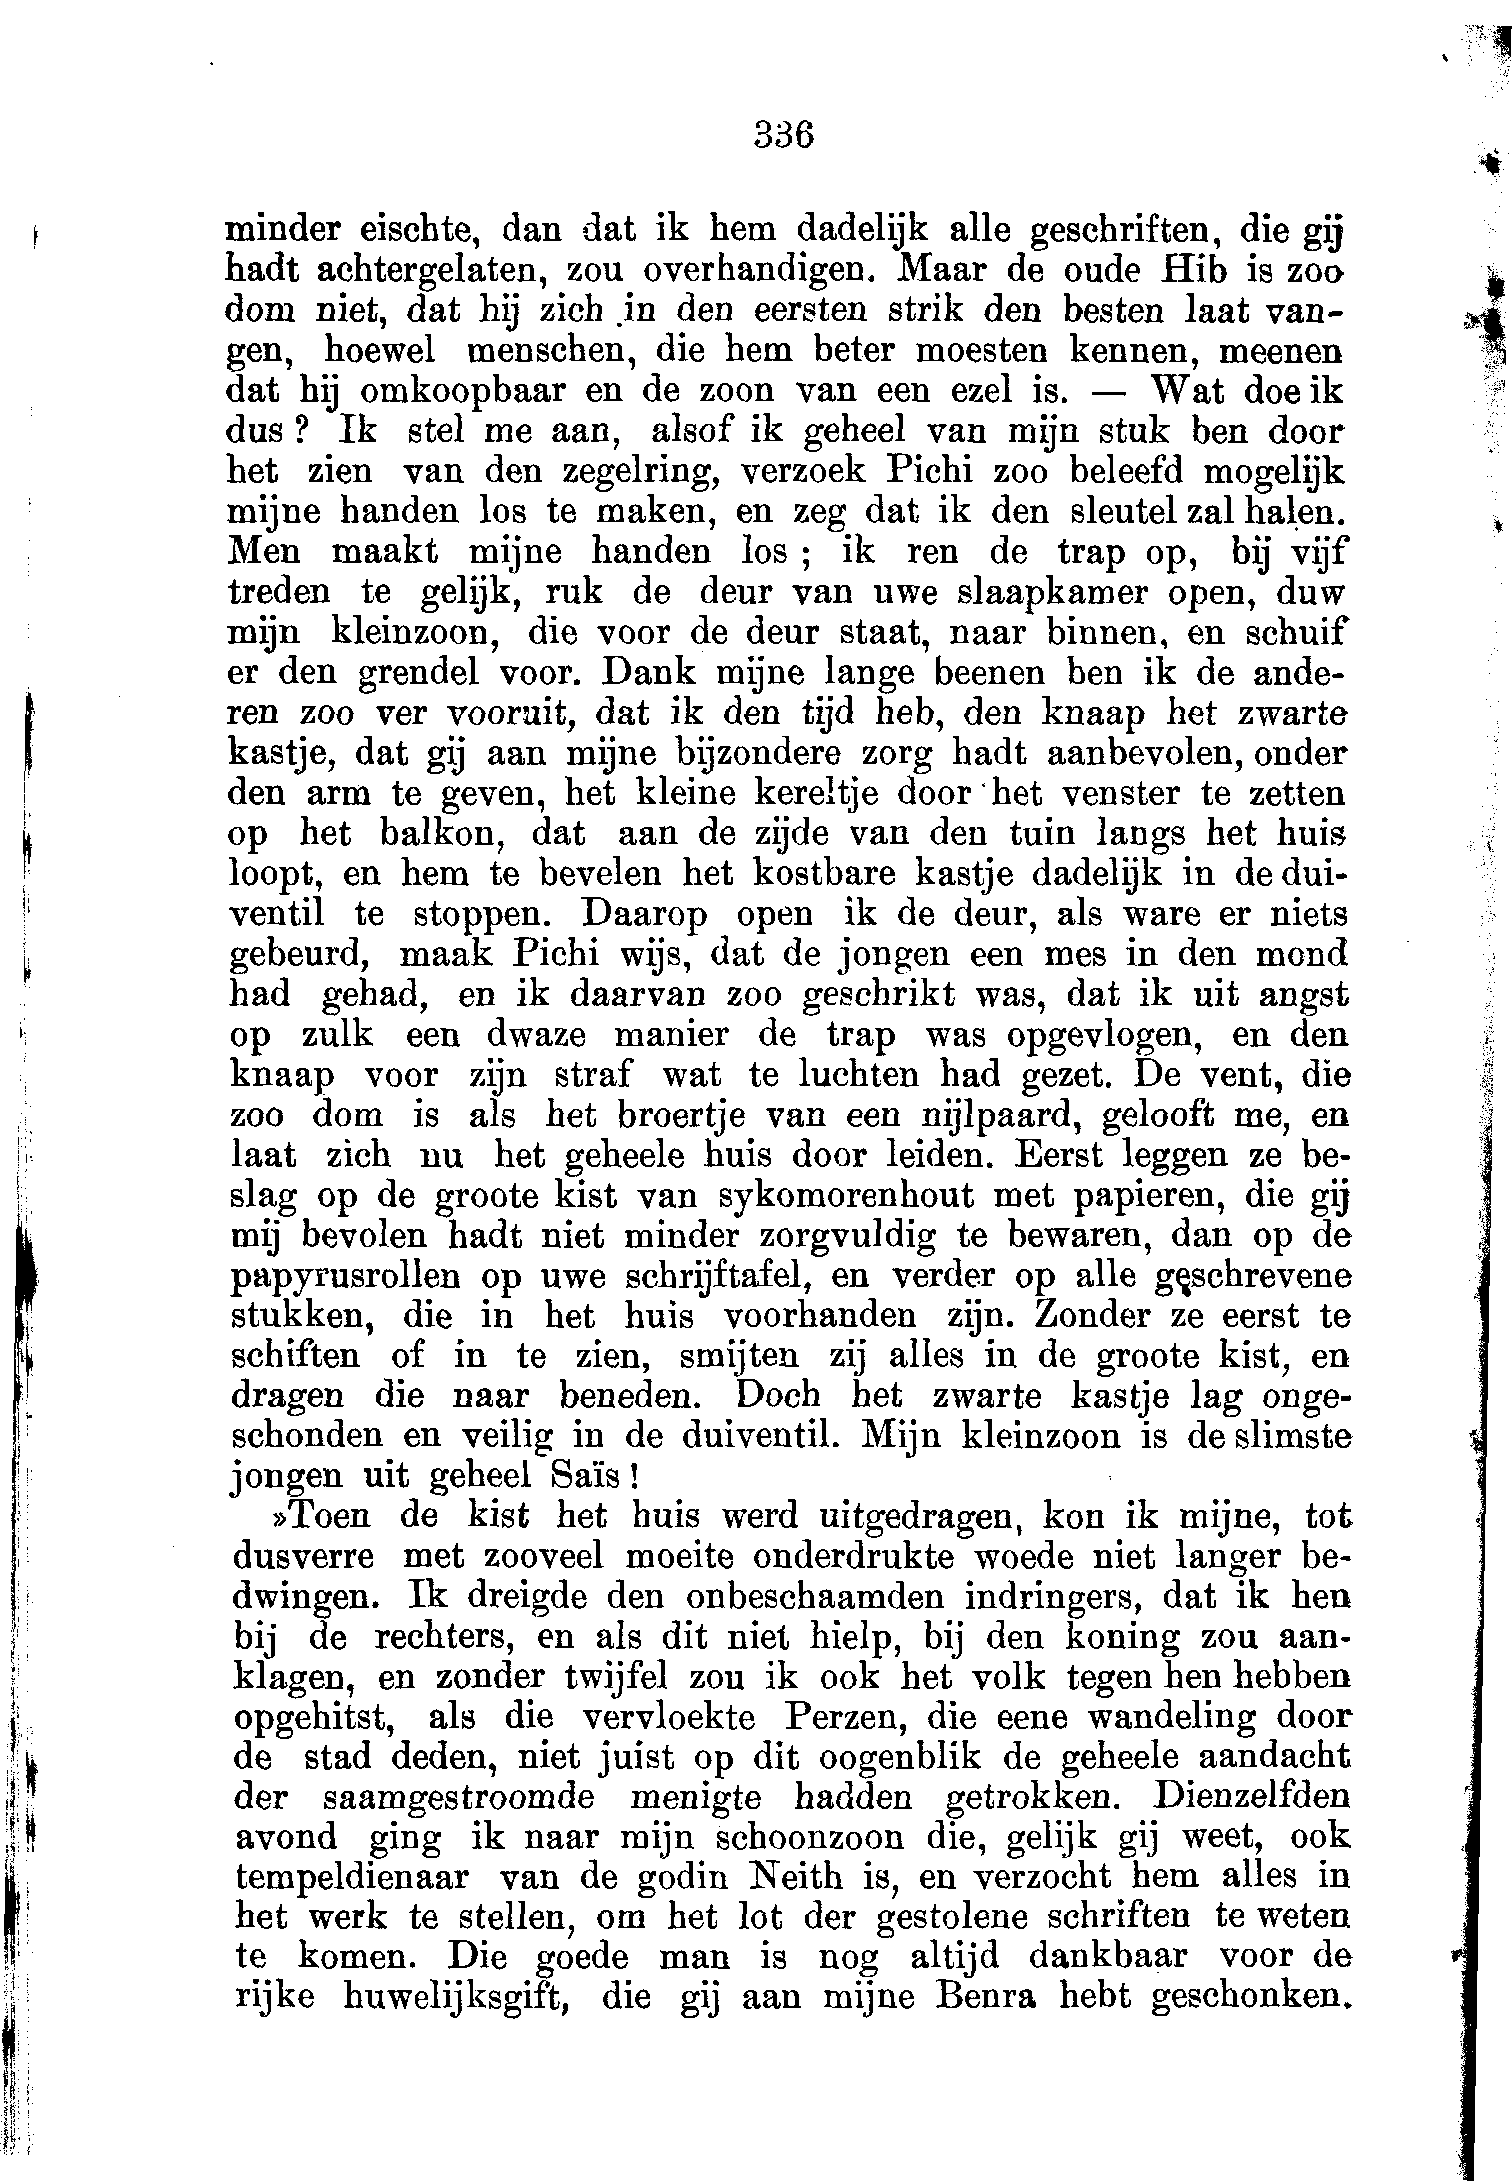 336
minder eischte, dan dat ik hem dadelijk alle geschriften, die gij
hadt achtergelaten, zou overhandigen. Maar de oude Hib is zoo
dom niet, dat hij zich in den eersten strik den besten laat van-
gen, hoewel menschen, die hem beter moesten kennen, meenen
dat hij omkoopbaar en de zoon van een ezel is. — Wat doe ik
dus? Ik stel me aan, alsof ik geheel van mijn stuk ben door
het zien van den zegelring, verzoek Pichi zoo beleefd mogelijk
mijne handen los te maken, en zeg dat ik den sleutel zal halen.
Men maakt mijne handen los; ik ren de trap op, bij vijf
treden te gelijk, ruk de deur van uwe slaapkamer open, duw
mijn kleinzoon, die voor de deur staat, naar binnen, en schuif
er den grendel voor. Dank mijne lange beenen ben ik de ande-
ren zoo ver vooruit, dat ik den tijd heb, den knaap het zwarte
kastje, dat gij aan mijne bijzondere zorg hadt aanbevolen, onder
den arm te geven, het kleine kereltje door het venster te zetten
op het balkon, dat aan de zijde van den tuin langs het huis
loopt, en hem te bevelen het kostbare kastje dadelijk in de dui-
ventil te stoppen. Daarop open ik de deur, als ware er niets
gebeurd, maak Pichi wijs, dat de jongen een mes in den mond
had gehad, en ik daarvan zoo geschrikt was, dat ik uit angst
op zulk een dwaze manier de trap was opgevlogen, en den
knaap voor zijn straf wat te luchten had gezet. De vent, die
zoo dom is als het broertje van een nijlpaard, gelooft me, en
laat zich nu het geheele huis door leiden. Eerst leggen ze be-
slag op de groote kist van sykomorenhout met papieren, die gij
mij bevolen hadt niet minder zorgvuldig te bewaren, dan op de
papyrusrollen op uwe schrijftafel, en verder op alle geschrevene
stukken, die in het huis voorhanden zijn. Zonder ze eerst te
schiften of in te zien, smijten zij alles in de groote kist, en
dragen die naar beneden. Doch het zwarte kastje lag onge-
schonden en veilig in de duiventil. Mijn kleinzoon is de slimste
jongen uit geheel Saïs!
»Toen de kist het huis werd uitgedragen, kon ik mijne, tot
dusverre met zooveel moeite onderdrukte woede niet langer be-
dwingen. Ik dreigde den onbeschaamden indringers, dat ik hen
bij de rechters, en als dit niet hielp, bij den koning zou aan-
klagen, en zonder twijfel zou ik ook het volk tegen hen hebben
opgehitst, als die vervloekte Perzen, die eene wandeling door
de stad deden, niet juist op dit oogenblik de geheele aandacht
der saamgestroomde menigte hadden getrokken. Dienzelfden
avond ging ik naar mijn schoonzoon die, gelijk gij weet, ook
tempeldienaar van de godin Neith is, en verzocht hem alles in
het werk te stellen, om het lot der gestolene schriften te weten
te komen. Die goede man is nog altijd dankbaar voor de
rijke huwelijksgift, die gij aan mijne Benra hebt geschonken.